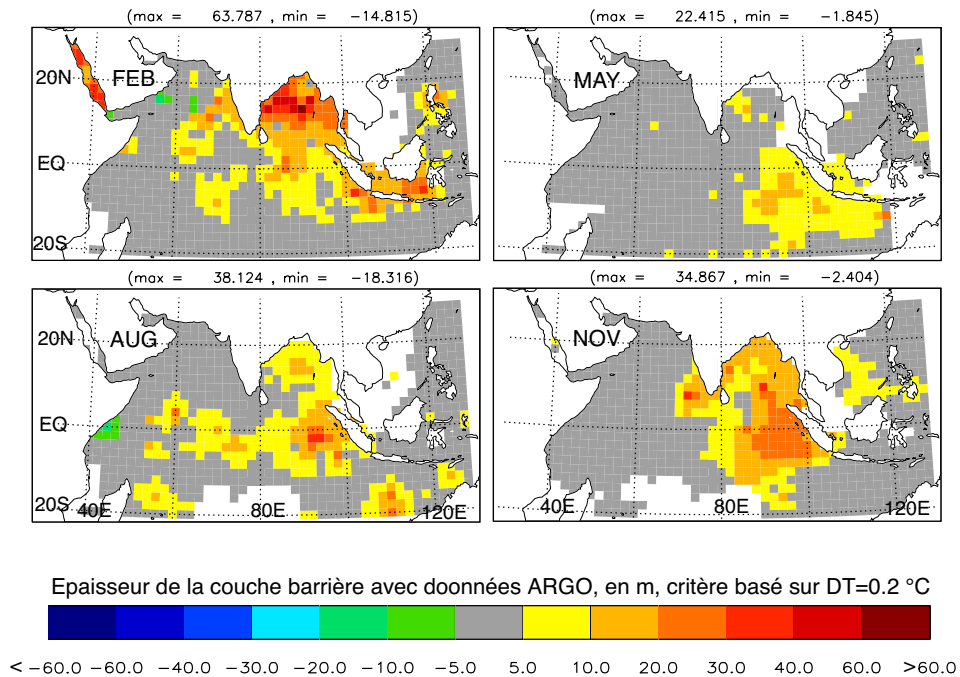 (max = 63.787 , min = −14.815)
(max = 22.415 , min = −1.845)
20N
FEB
EQ
20S
MAY
(max = 38.124 , min = −18.316)
(max = 34.867 , min = −2.404)
20N
AUG
EQ
20S
40E
80E
120E
NOV
40E
80E
120E
Epaisseur de la couche barrière avec doonnées ARGO, en m, critère basé sur DT=0.2 °C
< −60.0 −60.0 −40.0 −30.0 −20.0 −10.0 −5.0 5.0 10.0 20.0 30.0 40.0 60.0 >60.0